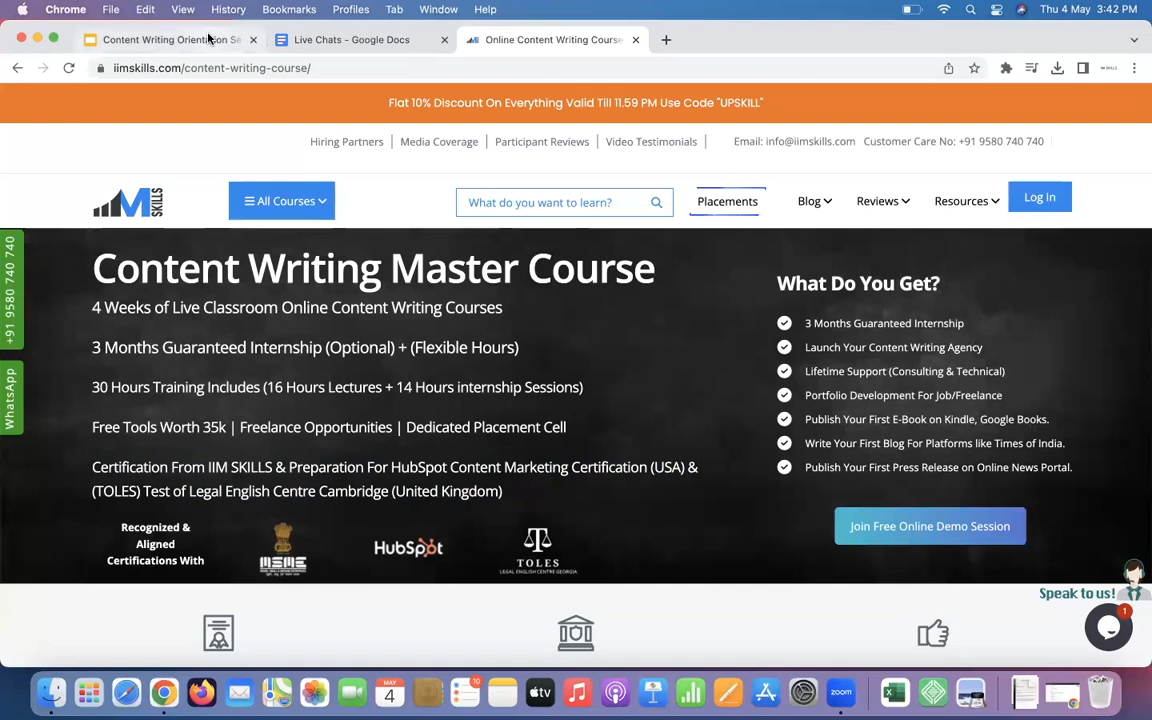 Chrome File Edit View History Bookmarks Profiles Tab Window Help Thu 4 May 3:42 PM
Content Writing Orientation Se Live Chats - Google Docs Online Content Writing Course
iimskills.com/content-writing-course/
Flat 10% Discount On Everything Valid Till 11.59 PM Use Code "UPSKILL"
Hiring Partners Media Coverage Participant Reviews Video Testimonials Email: info@iimskills.com Customer Care No: +91 9580 740 740
IIM SKILLS All Courses What do you want to learn? Placements Blog Reviews Resources Log In
+91 9580 740 740
WhatsApp
Content Writing Master Course
4 Weeks of Live Classroom Online Content Writing Courses
3 Months Guaranteed Internship (Optional) + (Flexible Hours)
30 Hours Training Includes (16 Hours Lectures + 14 Hours internship Sessions)
Free Tools Worth 35k | Freelance Opportunities | Dedicated Placement Cell
Certification From IIM SKILLS & Preparation For HubSpot Content Marketing Certification (USA) &
(TOLES) Test of Legal English Centre Cambridge (United Kingdom)
Recognized &
Aligned
Certifications With
MSME
HubSpot
TOLES
LEGAL ENGLISH CENTRE GEORGIA
What Do You Get?
3 Months Guaranteed Internship
Launch Your Content Writing Agency
Lifetime Support (Consulting & Technical)
Portfolio Development For Job/Freelance
Publish Your First E-Book on Kindle, Google Books.
Write Your First Blog For Platforms like Times of India.
Publish Your First Press Release on Online News Portal.
Join Free Online Demo Session
Speak to us!
1
MAY
4
10
tv
zoom